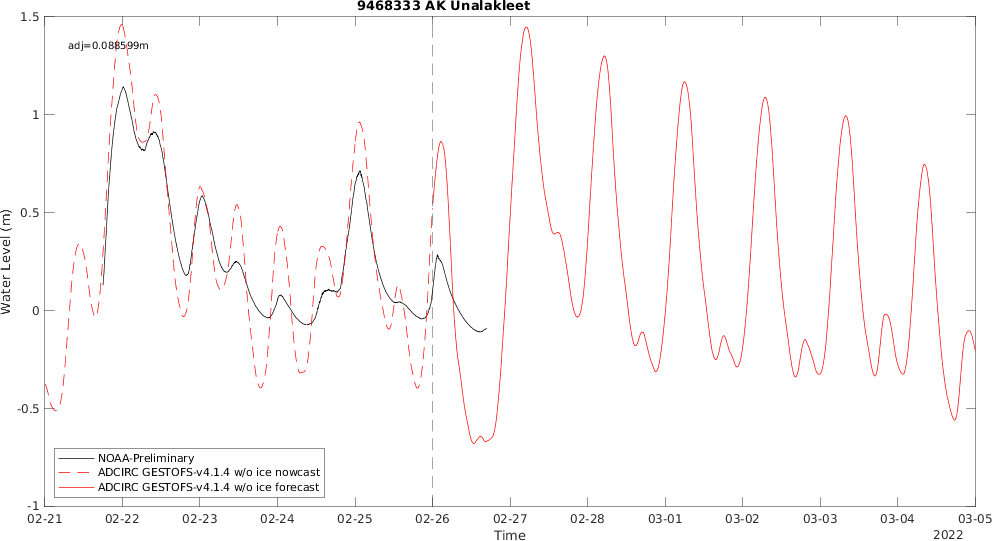 9468333 AK Unalakleet
adj=0.088599m
1.5
1
0.5
0
-0.5
-1
Water Level (m)
NOAA-Preliminary
ADCIRC GESTOFS-v4.1.4 w/o ice nowcast
ADCIRC GESTOFS-v4.1.4 w/o ice forecast
02-21 02-22 02-23 02-24 02-25 02-26 02-27 02-28 03-01 03-02 03-03 03-04 03-05
Time
2022